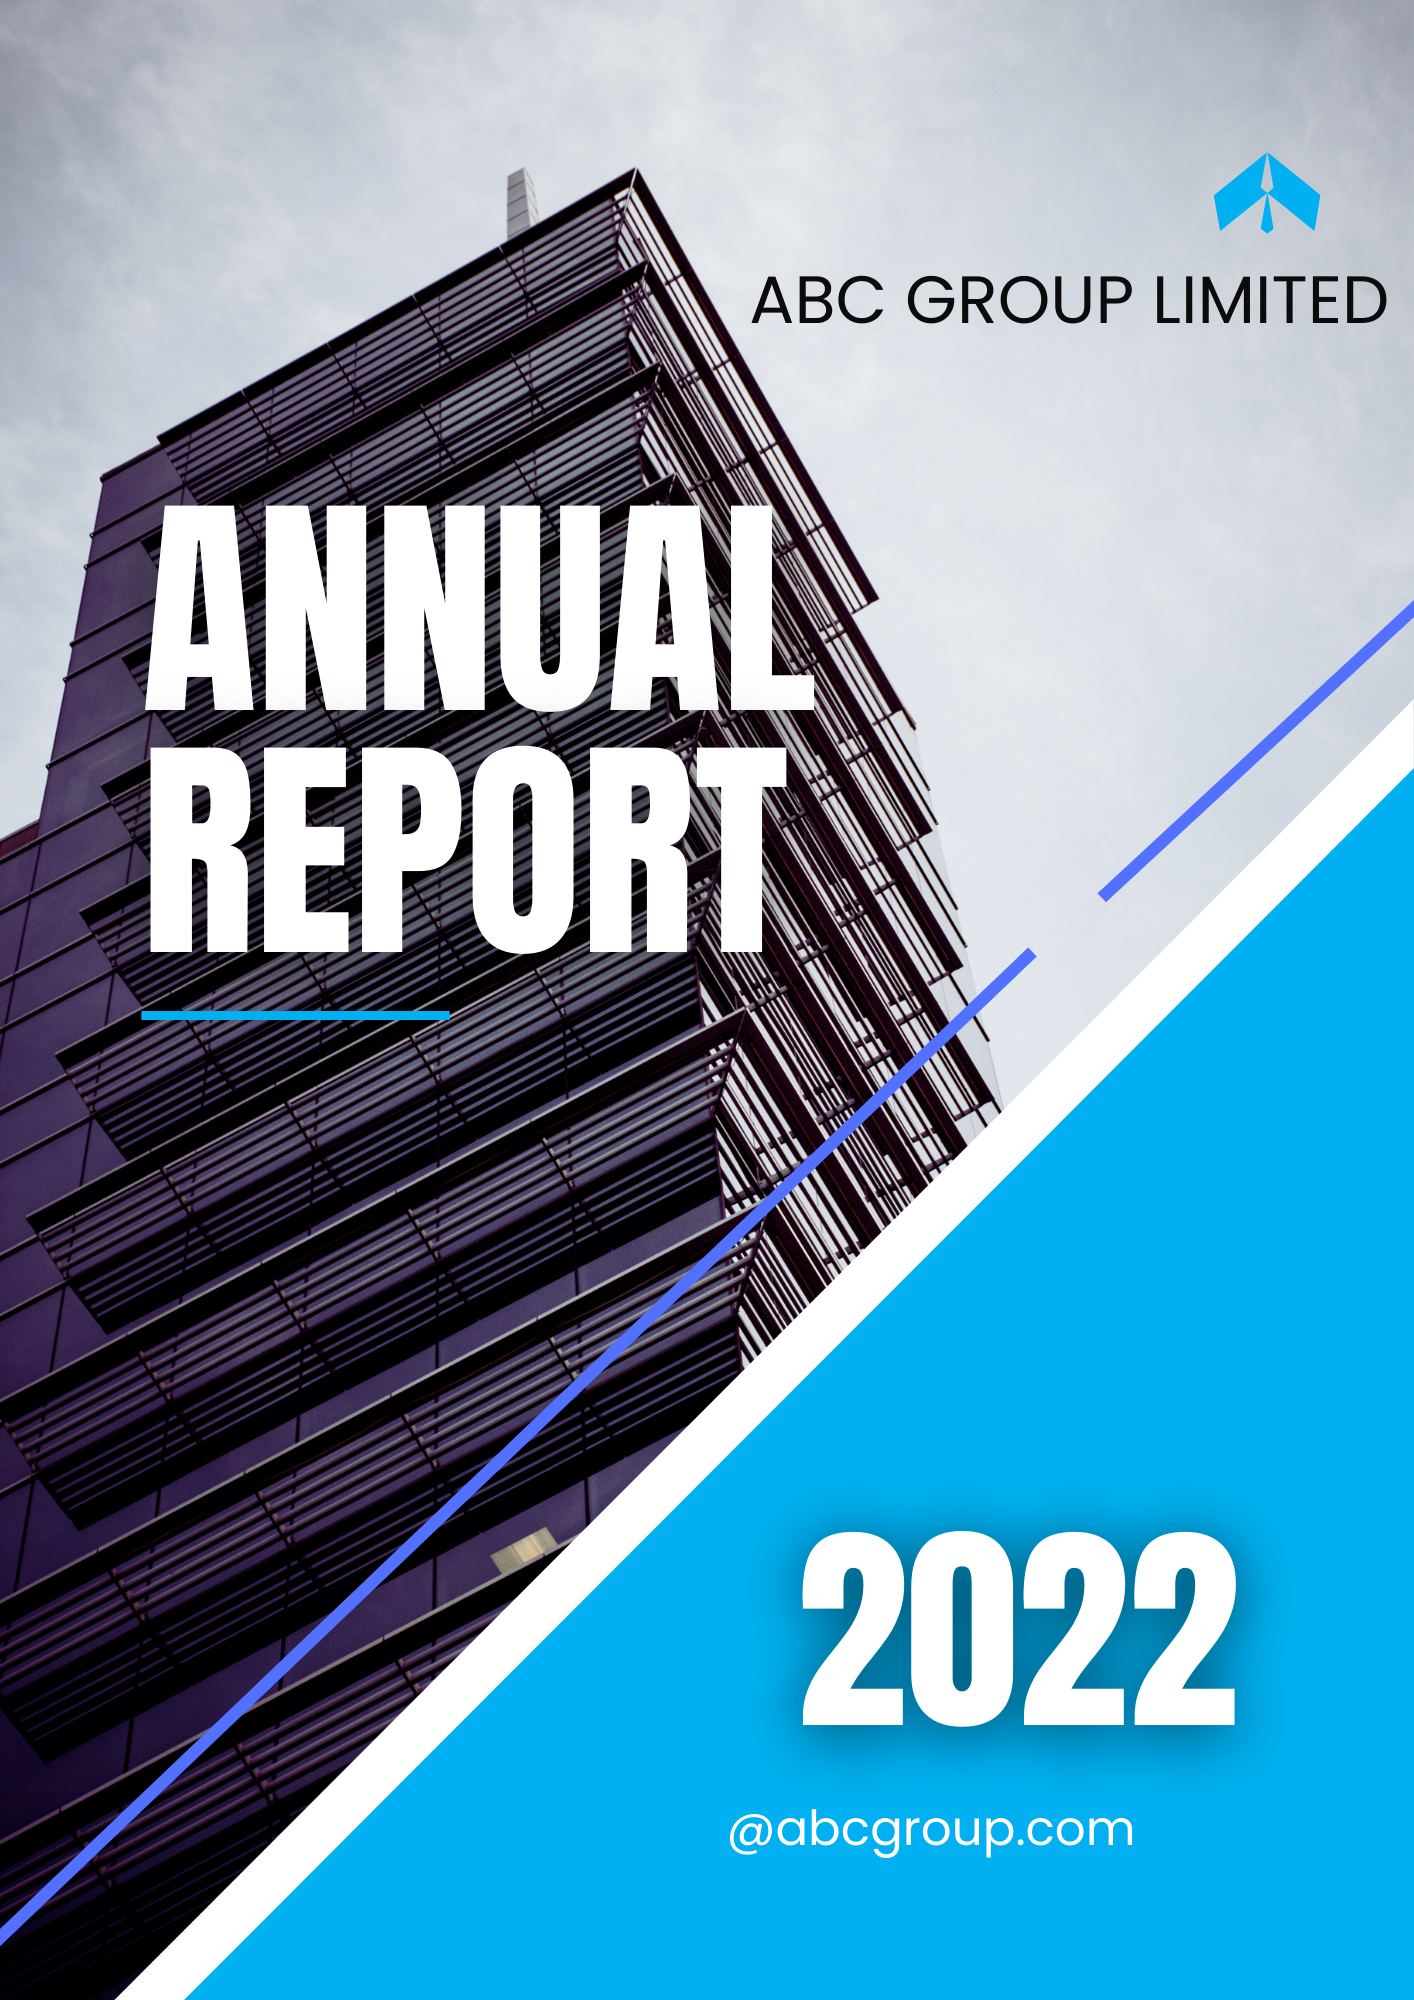 ABC GROUP LIMITED
ANNUAL
REPORT
2022
@abcgroup.com